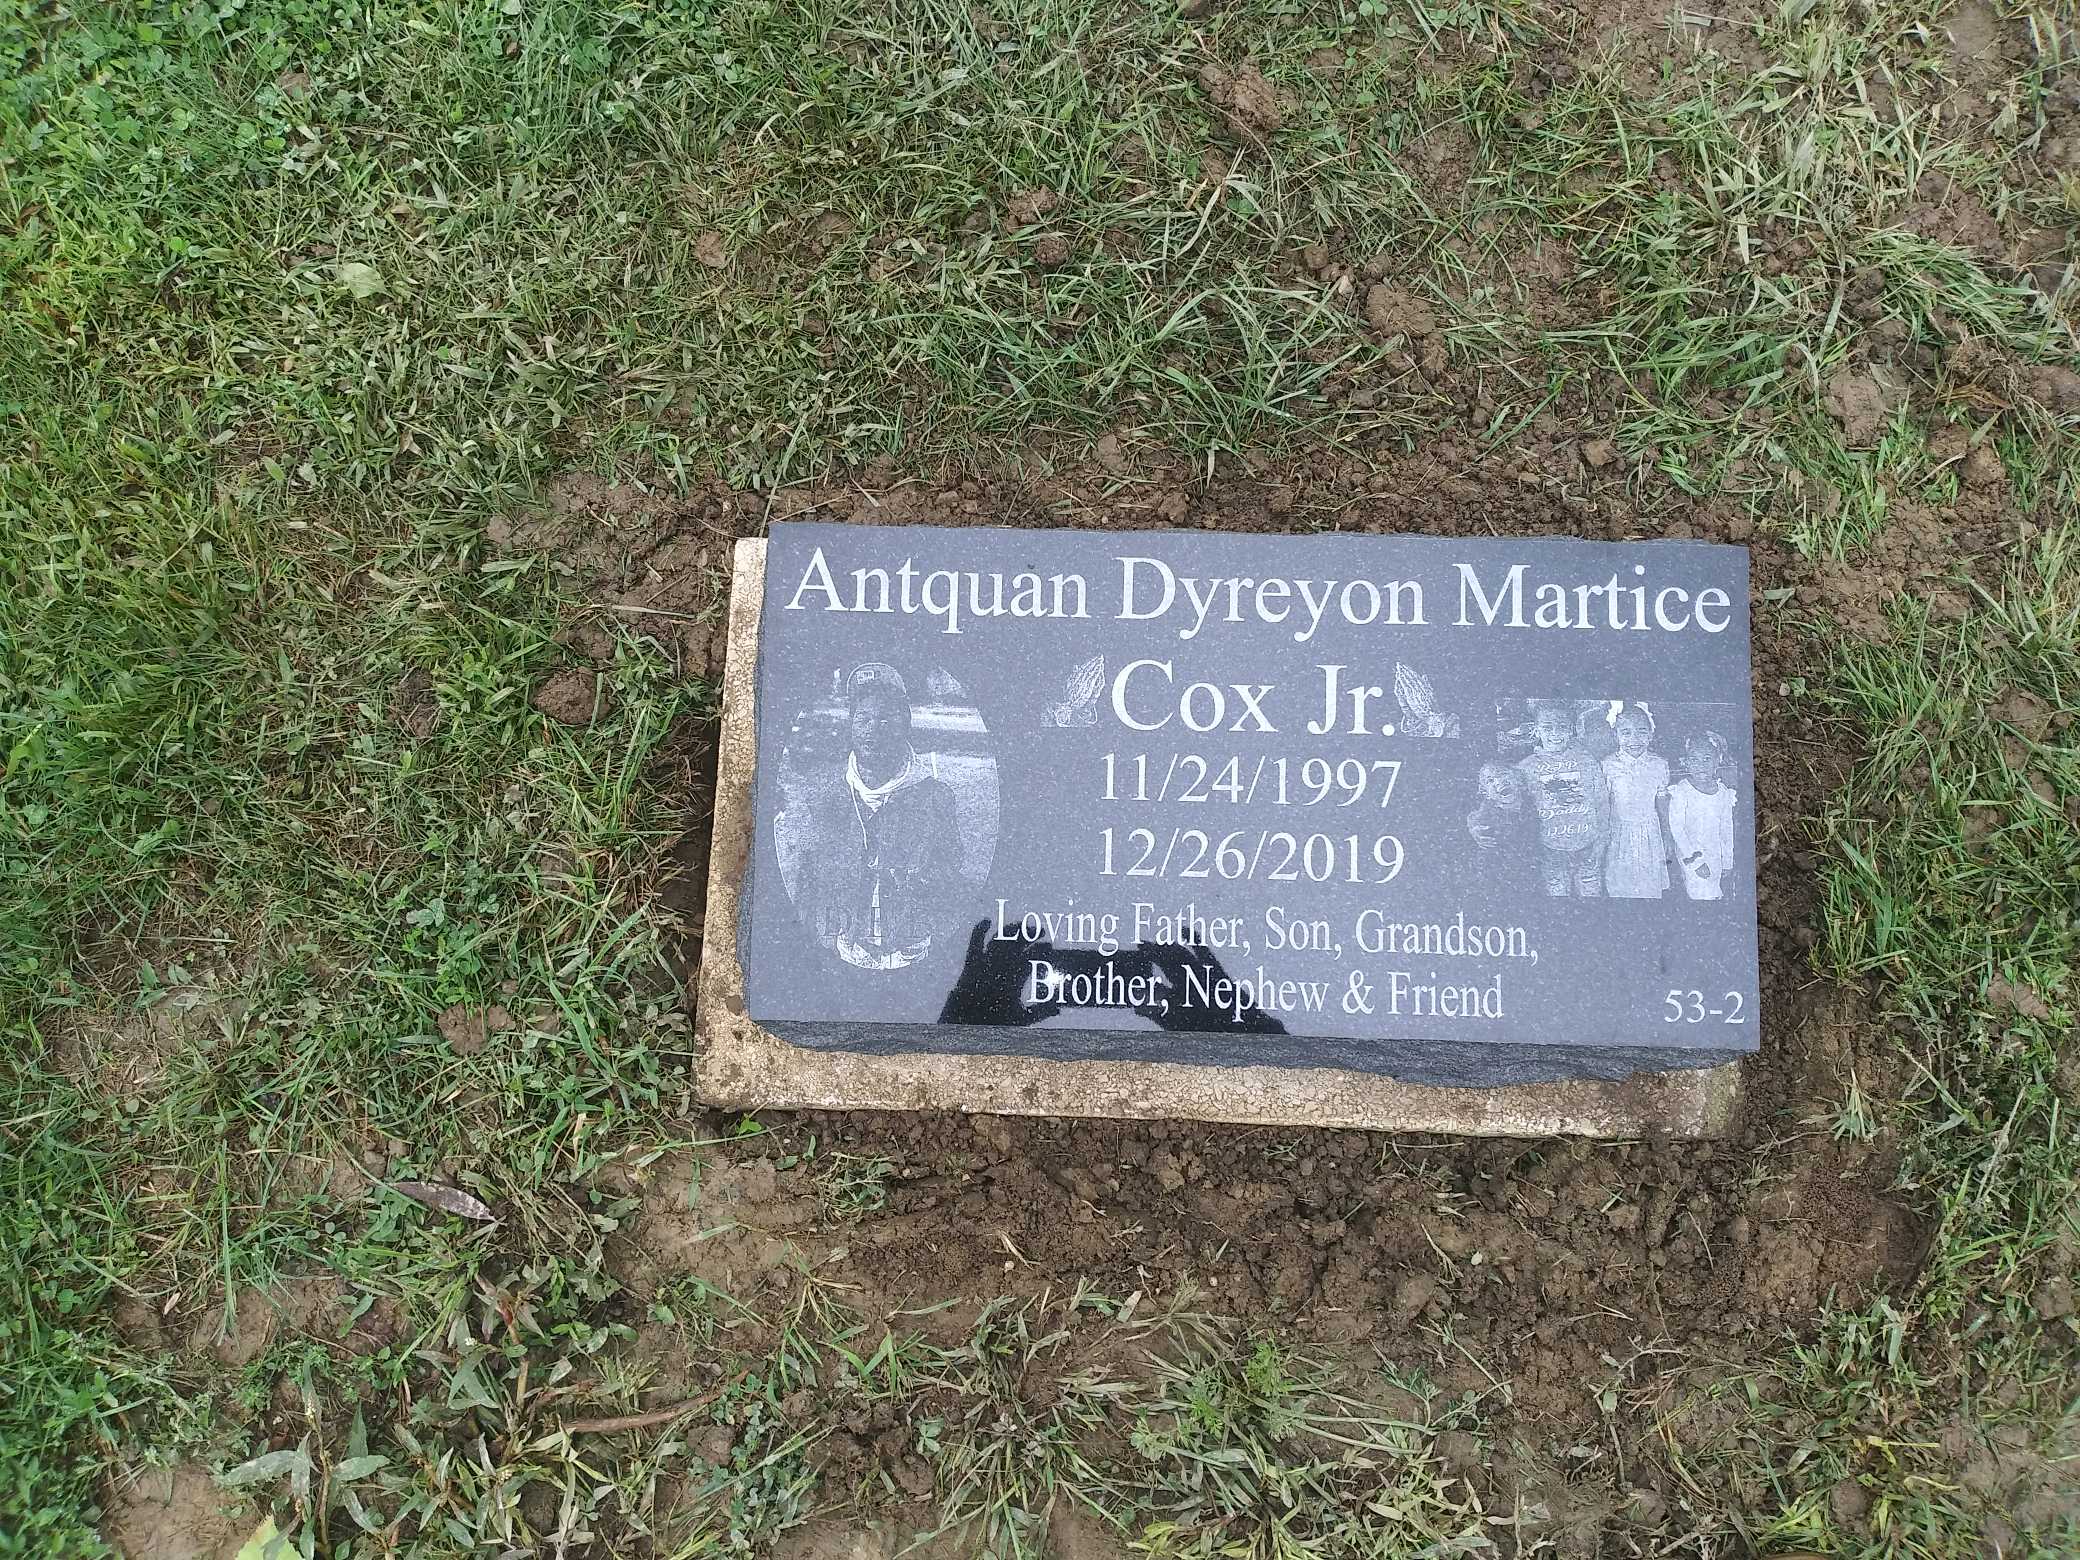 Antquan Dyreyon Martice
Cox Jr.
11/24/1997
12/26/2019
Loving Father, Son, Grandson,
Brother, Nephew & Friend
53-2
R.I.P
Daddy